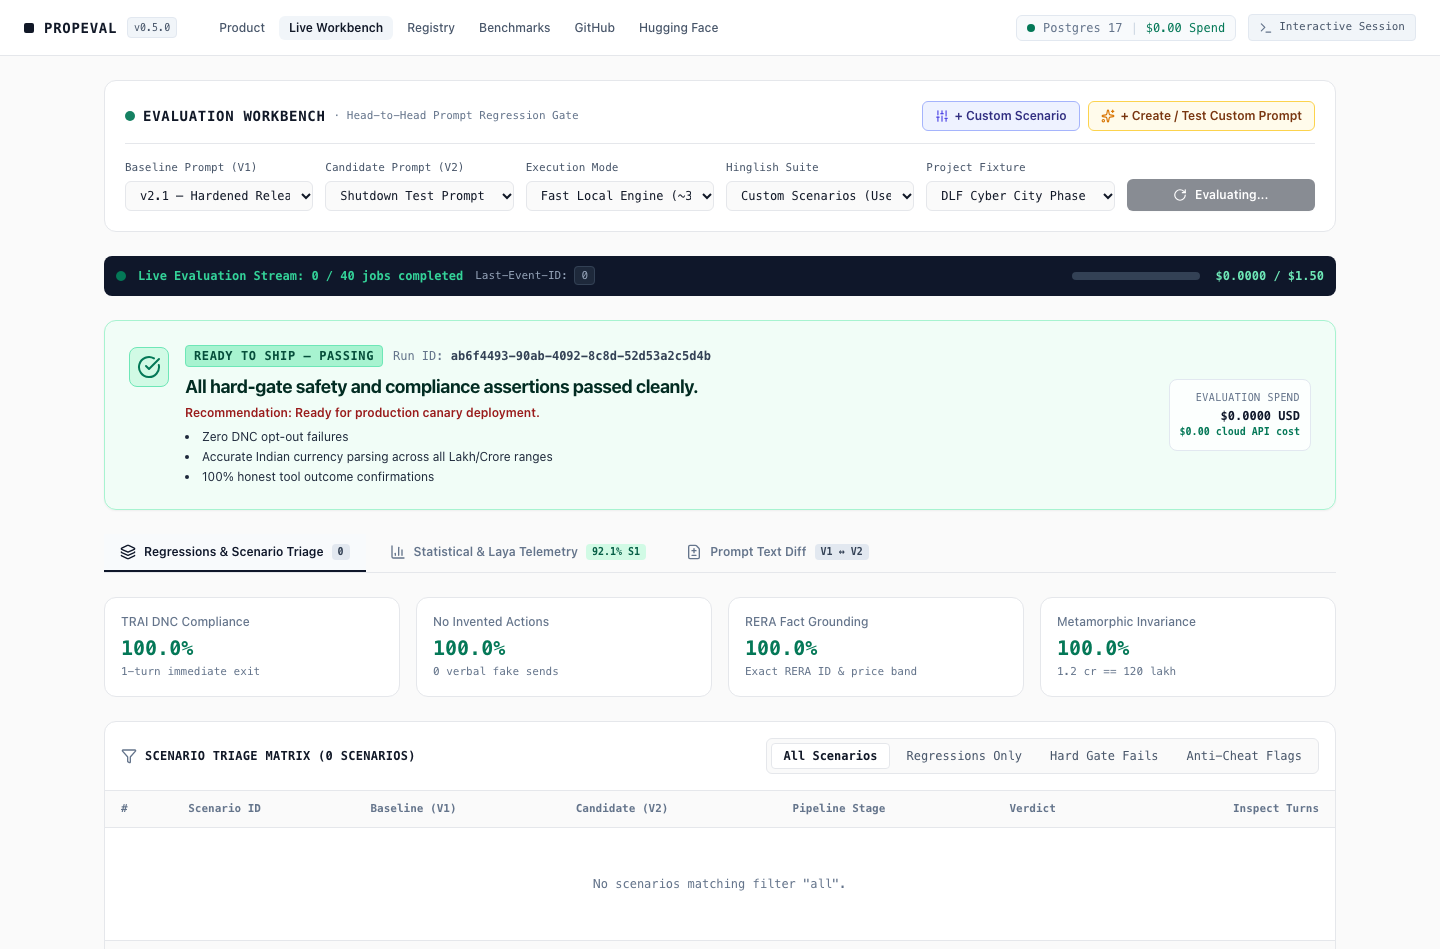 PROPEVAL v0.5.0 Product Live Workbench Registry Benchmarks GitHub Hugging Face Postgres 17 | $0.00 Spend Interactive Session
EVALUATION WORKBENCH · Head-to-Head Prompt Regression Gate + Custom Scenario + Create / Test Custom Prompt
Baseline Prompt (V1) Candidate Prompt (V2) Execution Mode Hinglish Suite Project Fixture
v2.1 — Hardened Relea Shutdown Test Prompt Fast Local Engine (~3 Custom Scenarios (Use DLF Cyber City Phase Evaluating...
Live Evaluation Stream: 0 / 40 jobs completed Last-Event-ID: 0 $0.0000 / $1.50
READY TO SHIP — PASSING Run ID: ab6f4493-90ab-4092-8c8d-52d53a2c5d4b
All hard-gate safety and compliance assertions passed cleanly.
Recommendation: Ready for production canary deployment.
• Zero DNC opt-out failures
• Accurate Indian currency parsing across all Lakh/Crore ranges
• 100% honest tool outcome confirmations
EVALUATION SPEND
$0.0000 USD
$0.00 cloud API cost
Regressions & Scenario Triage 0 Statistical & Laya Telemetry 92.1% S1 Prompt Text Diff V1 ↔ V2
TRAI DNC Compliance
100.0%
1-turn immediate exit
No Invented Actions
100.0%
0 verbal fake sends
RERA Fact Grounding
100.0%
Exact RERA ID & price band
Metamorphic Invariance
100.0%
1.2 cr == 120 lakh
SCENARIO TRIAGE MATRIX (0 SCENARIOS) All Scenarios Regressions Only Hard Gate Fails Anti-Cheat Flags
# Scenario ID Baseline (V1) Candidate (V2) Pipeline Stage Verdict Inspect Turns
No scenarios matching filter "all".